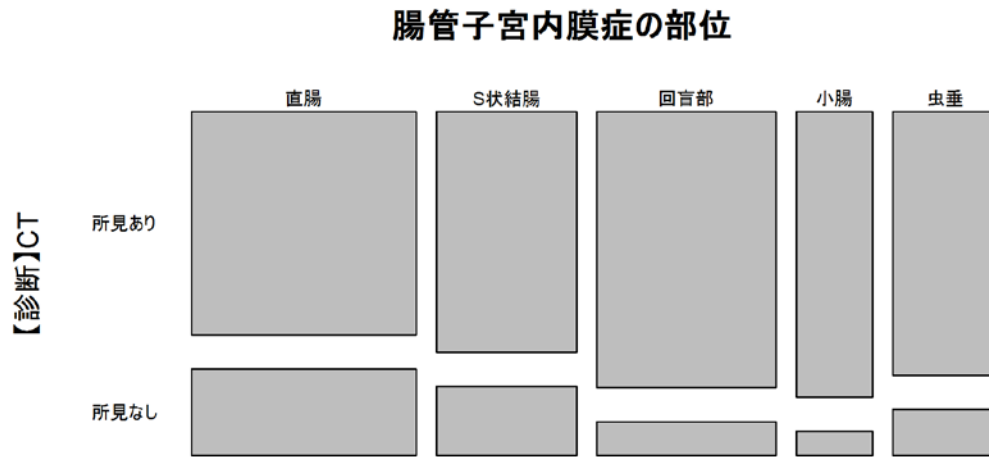 腸管子宮内膜症の部位
直腸 S状結腸 回盲部 小腸 虫垂
【診断】CT
所見あり
所見なし